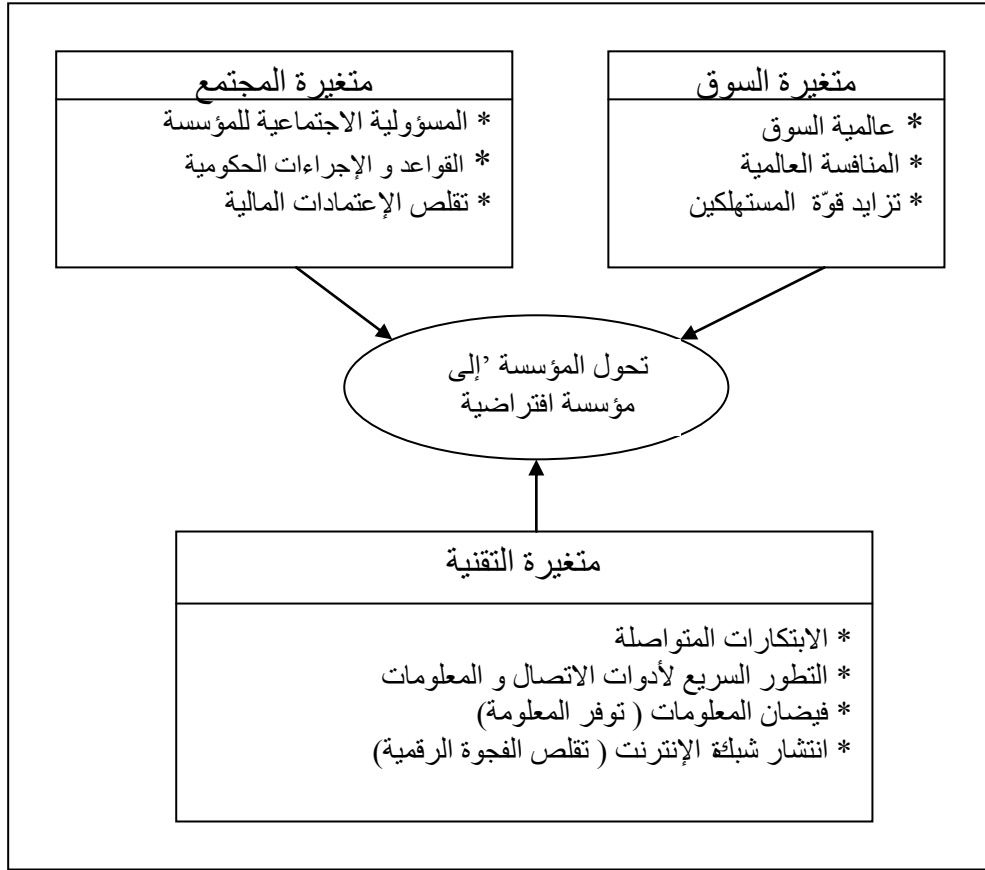 متغيرة السوق
* عالمية السوق
* المنافسة العالمية
* تزايد قوّة المستهلكين
متغيرة المجتمع
* المسؤولية الاجتماعية للمؤسسة
* القواعد و الإجراءات الحكومية
* تقلص الإعتمادات المالية
تحول المؤسسة ’إلى
مؤسسة افتراضية
متغيرة التقنية
* الابتكارات المتواصلة
* التطور السريع لأدوات الاتصال و المعلومات
* فيضان المعلومات ( توفر المعلومة)
* انتشار شبكة الإنترنت ( تقلص الفجوة الرقمية)